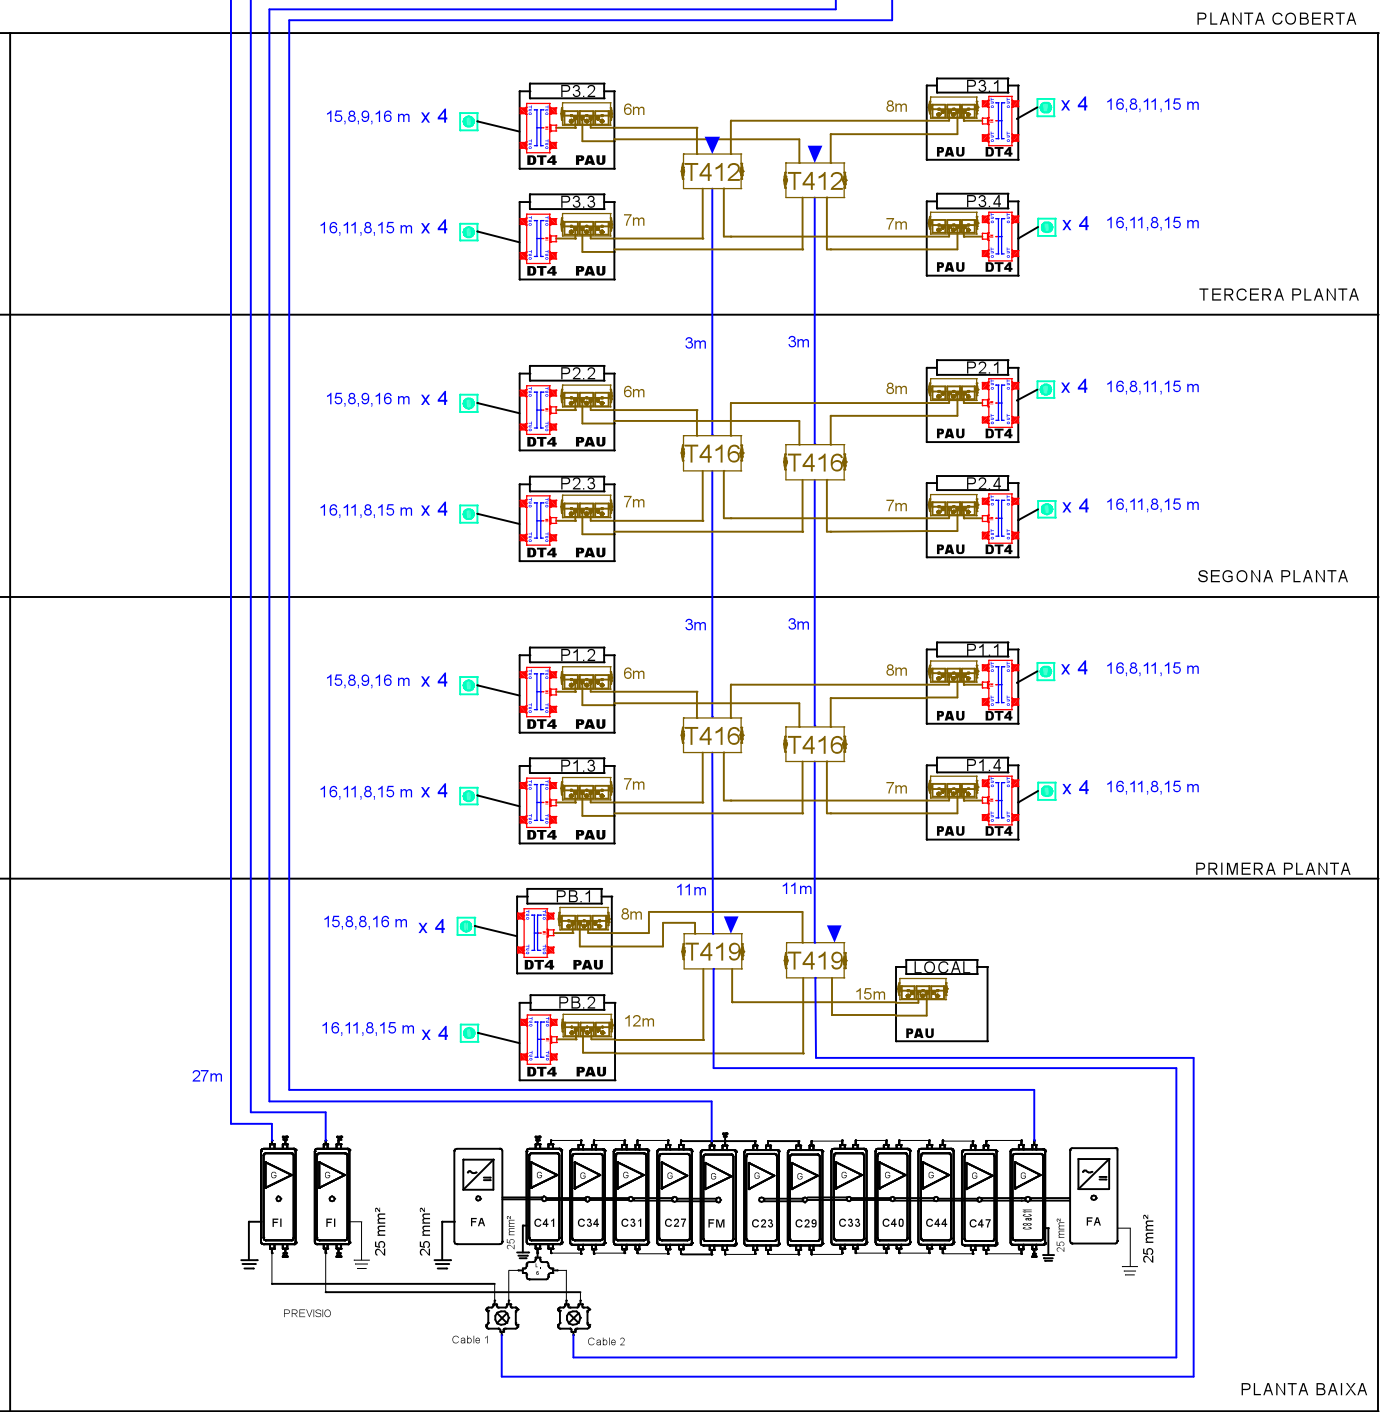 PLANTA COBERTA
P3.2
15,8,9,16 m x 4
6m
DT4 PAU
P3.1
8m
x 4 16,8,11,15 m
PAU DT4
T412
T412
P3.3
16,11,8,15 m x 4
7m
DT4 PAU
P3.4
7m
x 4 16,11,8,15 m
PAU DT4
TERCERA PLANTA
3m
3m
P2.2
15,8,9,16 m x 4
6m
DT4 PAU
P2.1
8m
x 4 16,8,11,15 m
PAU DT4
T416
T416
P2.3
16,11,8,15 m x 4
7m
DT4 PAU
P2.4
7m
x 4 16,11,8,15 m
PAU DT4
SEGONA PLANTA
3m
3m
P1.2
15,8,9,16 m x 4
6m
DT4 PAU
P1.1
8m
x 4 16,8,11,15 m
PAU DT4
T416
T416
P1.3
16,11,8,15 m x 4
7m
DT4 PAU
P1.4
7m
x 4 16,11,8,15 m
PAU DT4
PRIMERA PLANTA
11m
11m
PB.1
15,8,8,16 m x 4
8m
DT4 PAU
T419
T419
LOCAL
15m
PAU
PB.2
16,11,8,15 m x 4
12m
DT4 PAU
27m
G G G G G G G G G G G G G G
FI FI FA C41 C34 C31 C27 FM C23 C29 C33 C40 C44 C47 C8 aC11 FA
25 mm²
25 mm²
25 mm²
25 mm²
25 mm²
PREVISIO
Cable 1
Cable 2
PLANTA BAIXA